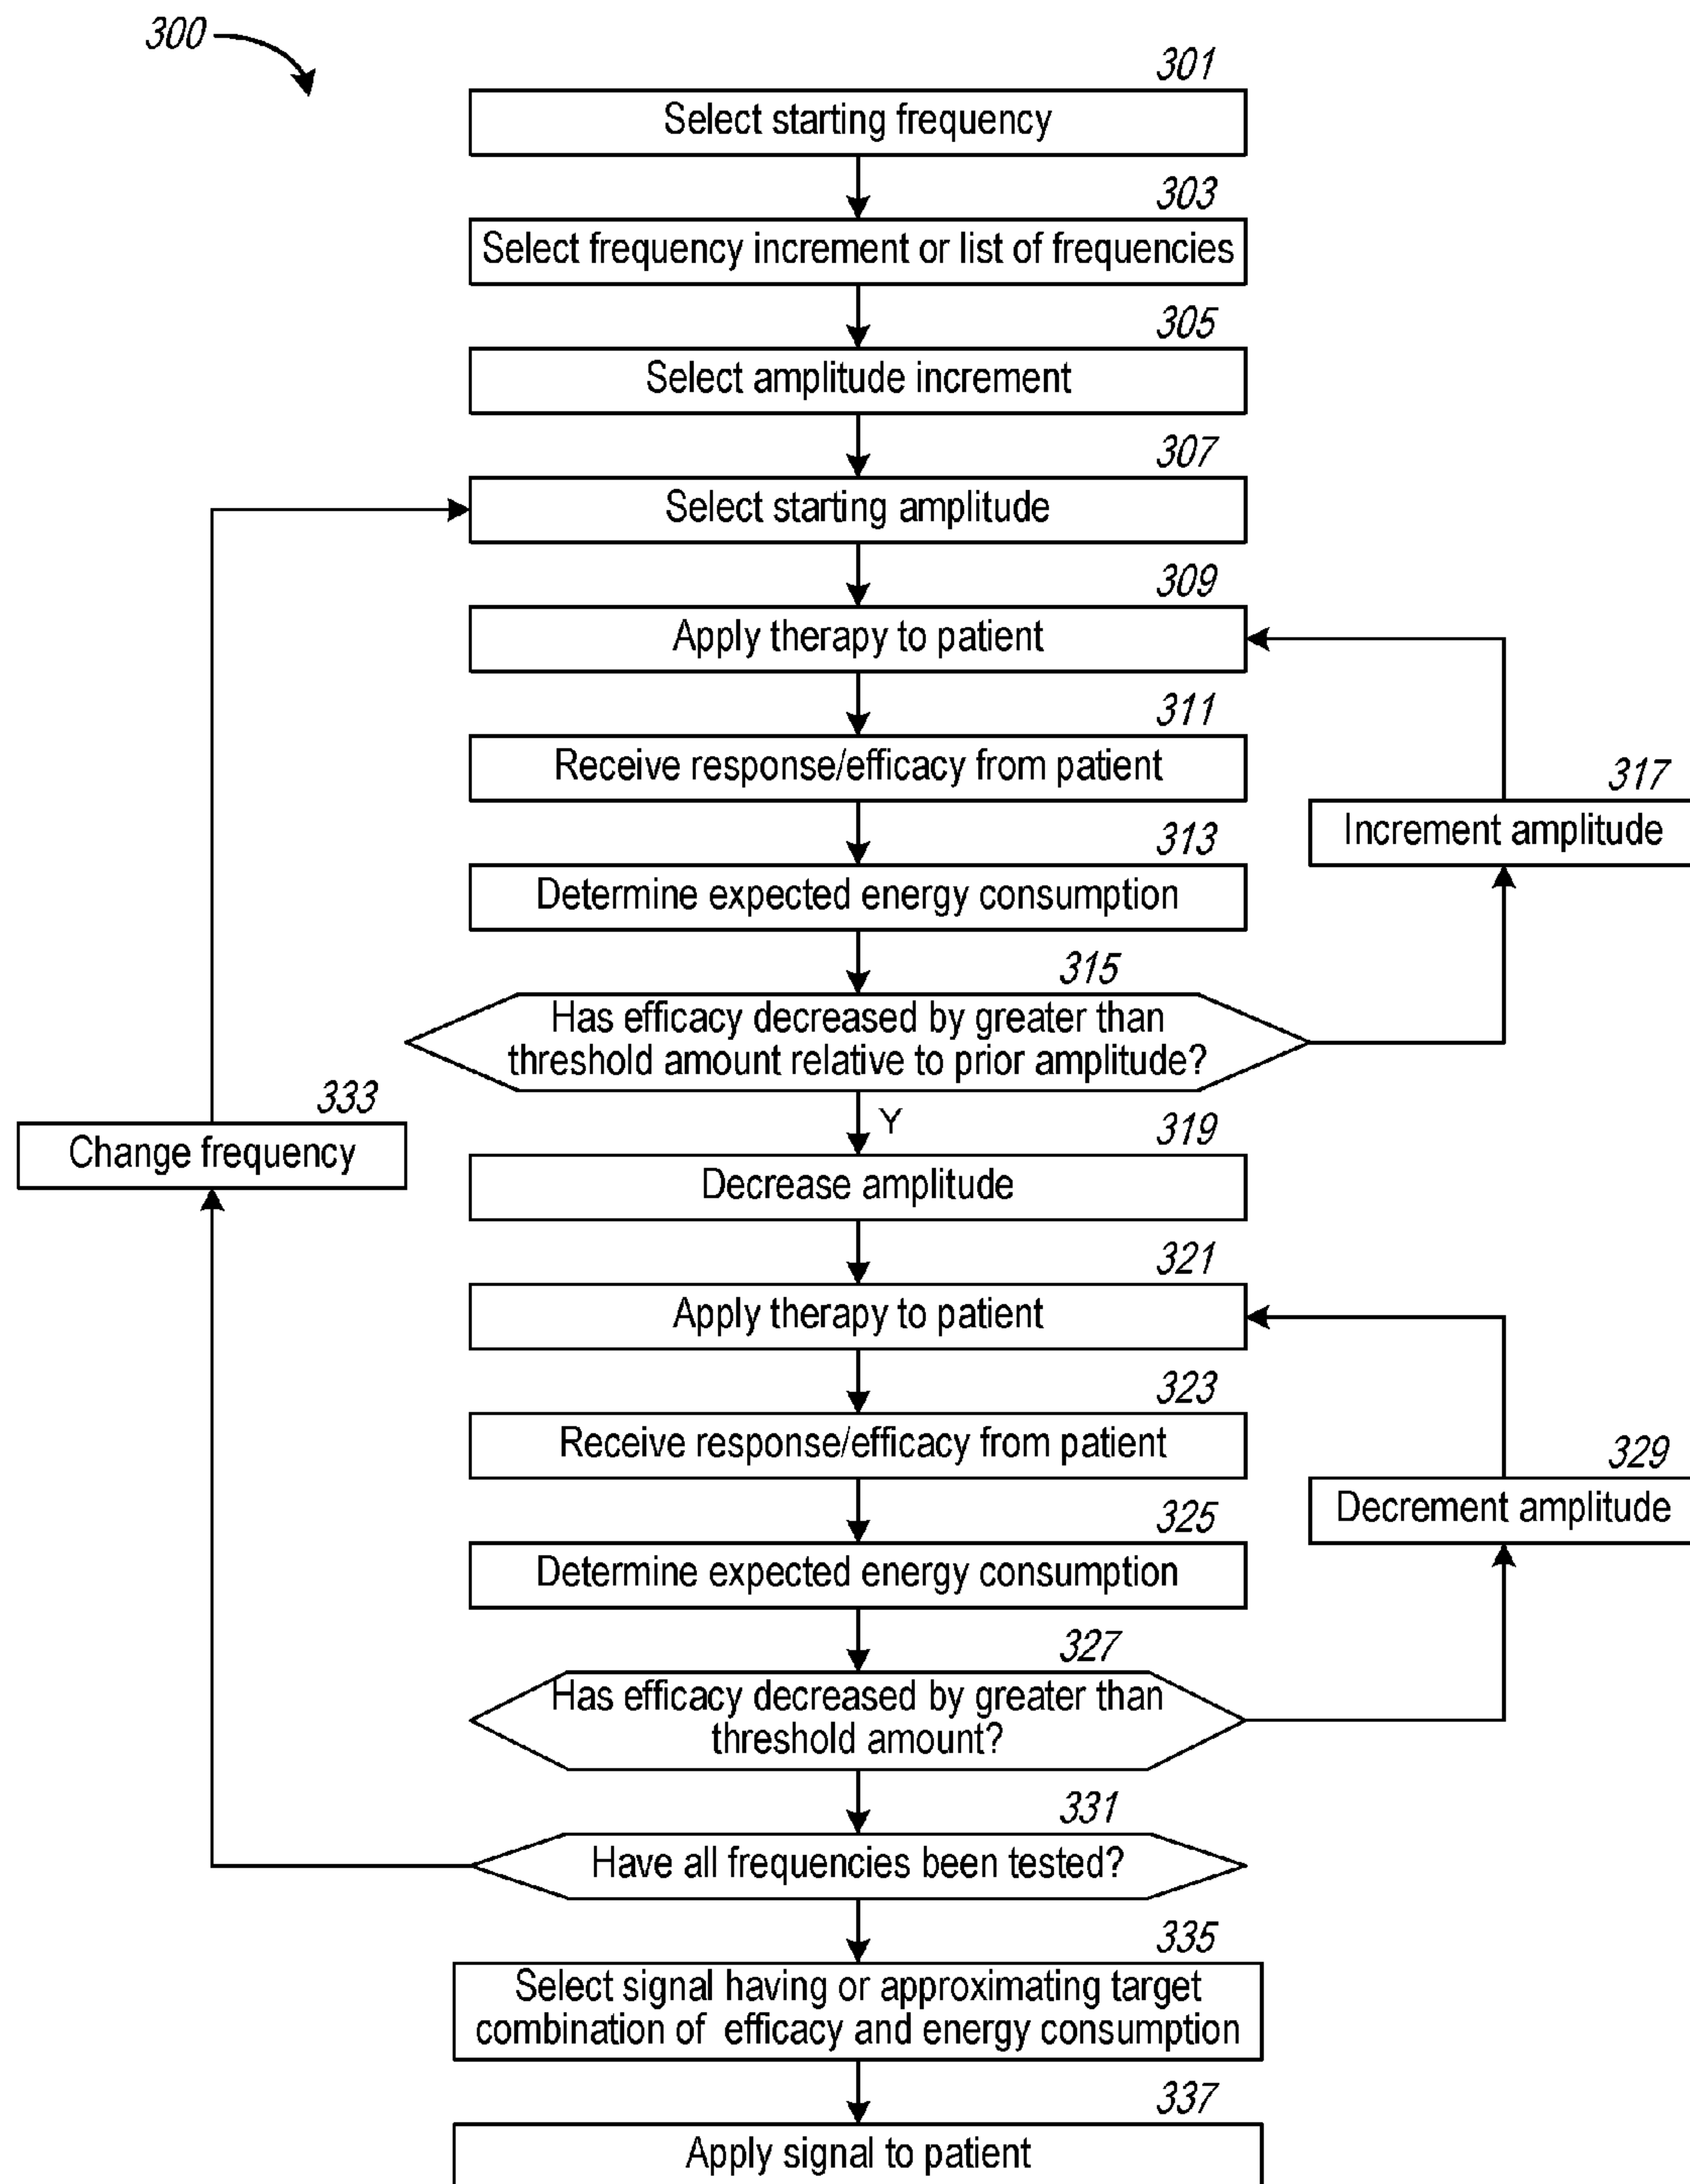 300
301
Select starting frequency
303
Select frequency increment or list of frequencies
305
Select amplitude increment
307
Select starting amplitude
309
Apply therapy to patient
311
Receive response/efficacy from patient
317
Increment amplitude
313
Determine expected energy consumption
315
Has efficacy decreased by greater than
threshold amount relative to prior amplitude?
333
Change frequency
Y
319
Decrease amplitude
321
Apply therapy to patient
323
Receive response/efficacy from patient
329
Decrement amplitude
325
Determine expected energy consumption
327
Has efficacy decreased by greater than
threshold amount?
331
Have all frequencies been tested?
335
Select signal having or approximating target
combination of efficacy and energy consumption
337
Apply signal to patient